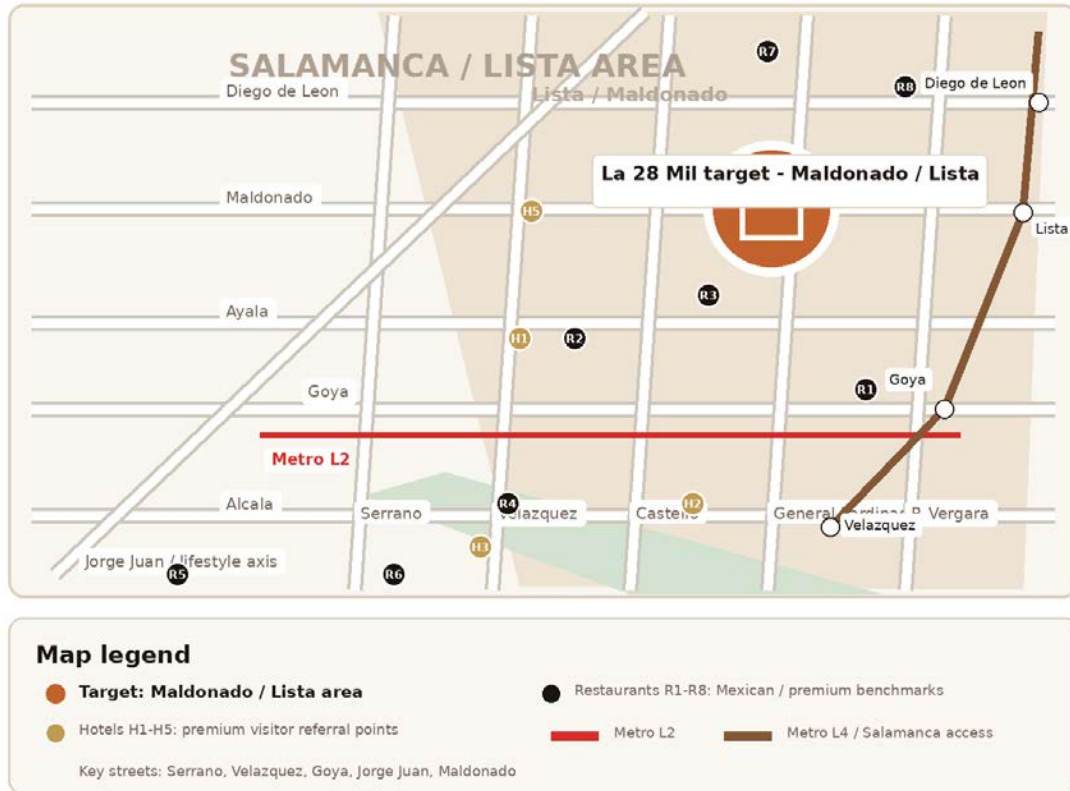 SALAMANCA / LISTA AREA
Lista / Maldonado
R7
R8
Diego de Leon
Diego de Leon
La 28 Mil target - Maldonado / Lista
Maldonado
H5
Lista
R3
Ayala
H1
R2
Goya
R1
Goya
Metro L2
Alcala
Serrano
R4
Velazquez
Castello
H2
General
R. Vergara
Velazquez
H3
Jorge Juan / lifestyle axis
R5
R6
Map legend
Target: Maldonado / Lista area
Restaurants R1-R8: Mexican / premium benchmarks
Hotels H1-H5: premium visitor referral points
Metro L2
Metro L4 / Salamanca access
Key streets: Serrano, Velazquez, Goya, Jorge Juan, Maldonado